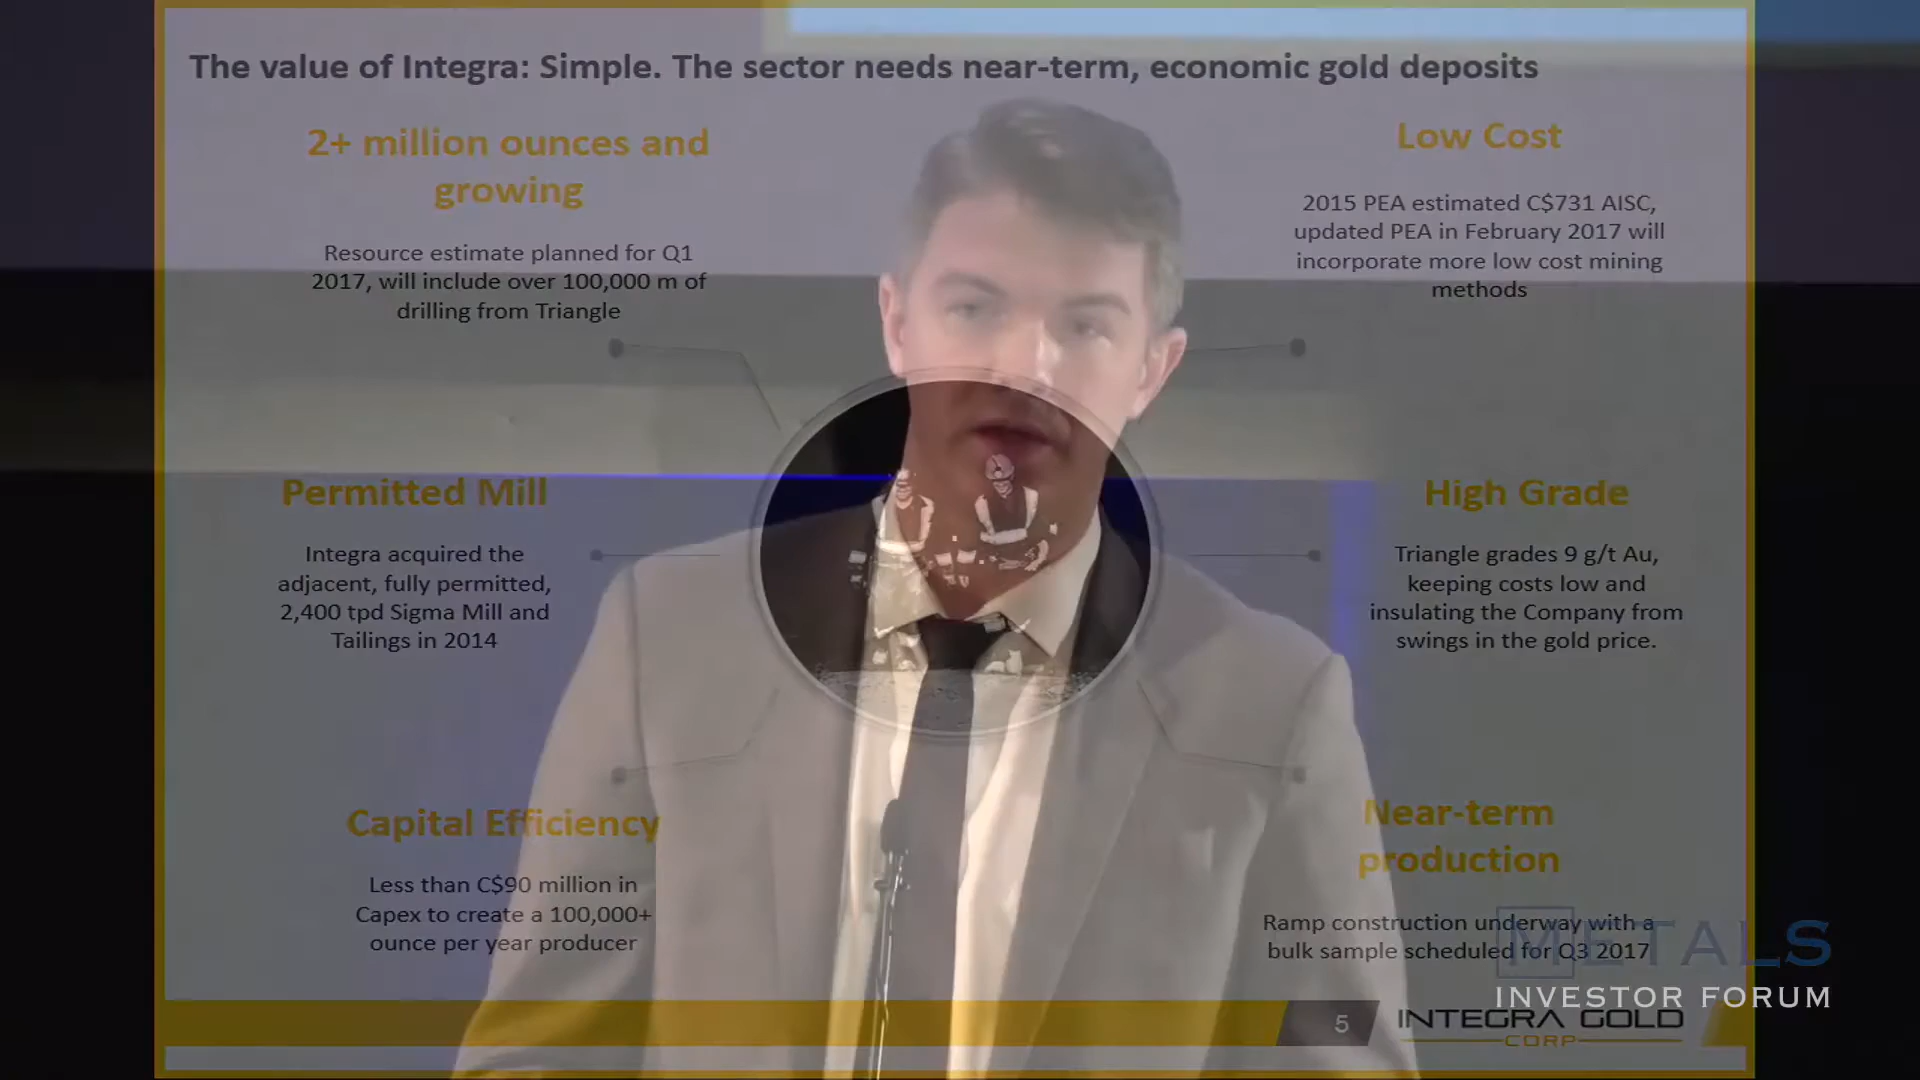 The value of Integra: Simple. The sector needs near-term, economic gold deposits
2+ million ounces and
growing
Resource estimate planned for Q1
2017, will include over 100,000 m of
drilling from Triangle
Low Cost
2015 PEA estimated C$731 AISC,
updated PEA in February 2017 will
incorporate more low cost mining
methods
Permitted Mill
Integra acquired the
adjacent, fully permitted,
2,400 tpd Sigma Mill and
Tailings in 2014
High Grade
Triangle grades 9 g/t Au,
keeping costs low and
insulating the Company from
swings in the gold price.
Capital Efficiency
Less than C$90 million in
Capex to create a 100,000+
ounce per year producer
Near-term
production
Ramp construction underway with a
bulk sample scheduled for Q3 2017
METALS
INVESTOR FORUM
5
INTEGRA GOLD
CORP